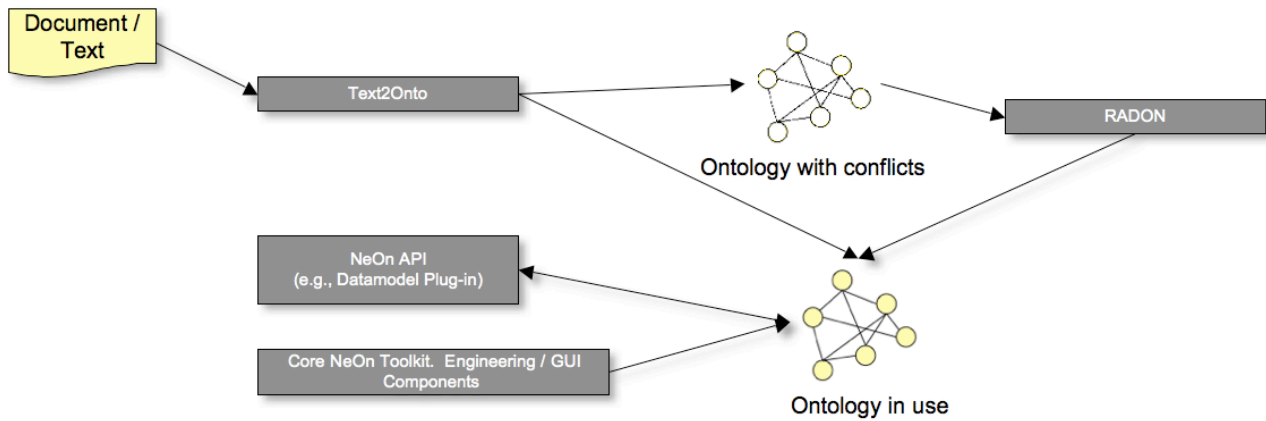 Document /
Text
Text2Onto
RADON
Ontology with conflicts
NeOn API
(e.g., Datamodel Plug-in)
Core NeOn Toolkit.  Engineering / GUI
Components
Ontology in use